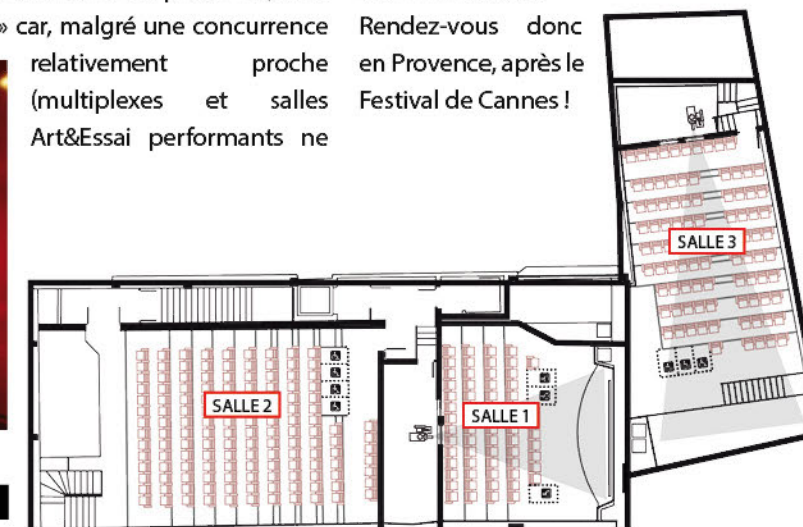 » car, malgré une concurrence
relativement proche
(multiplexes et salles
Art&Essai performants ne
Rendez-vous donc
en Provence, après le
Festival de Cannes !
SALLE 3
SALLE 2
SALLE 1